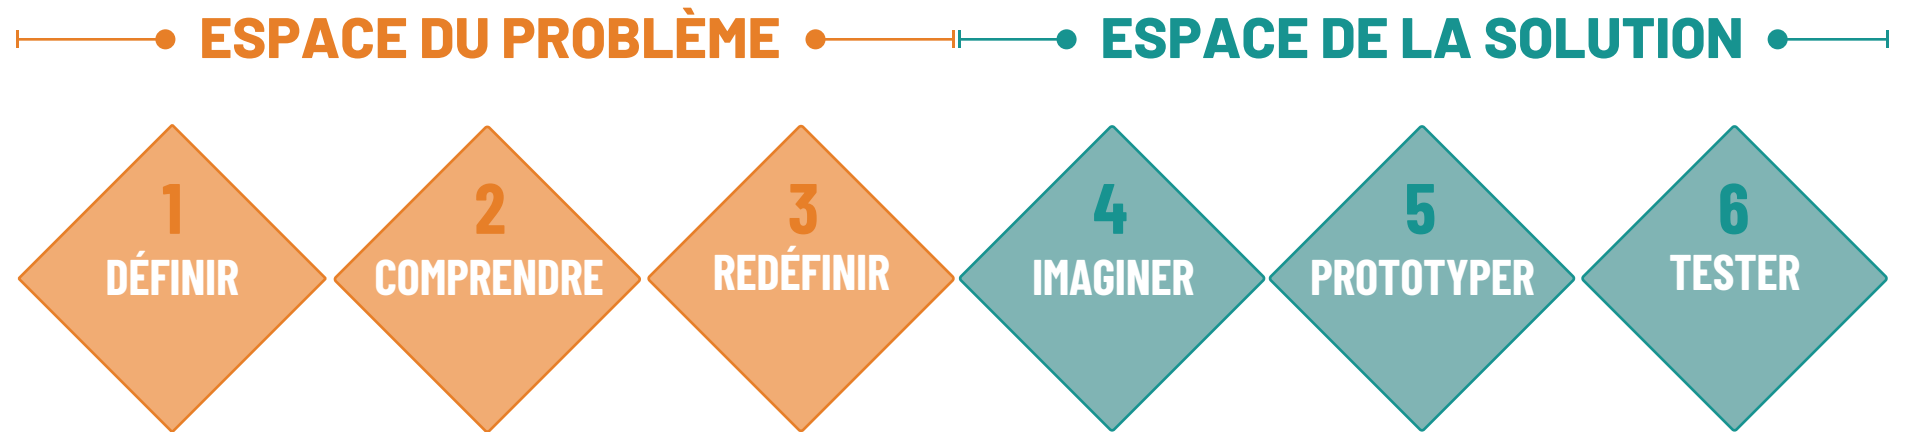 ESPACE DU PROBLÈME
ESPACE DE LA SOLUTION
1
DÉFINIR
2
COMPRENDRE
3
REDÉFINIR
4
IMAGINER
5
PROTOTYPER
6
TESTER